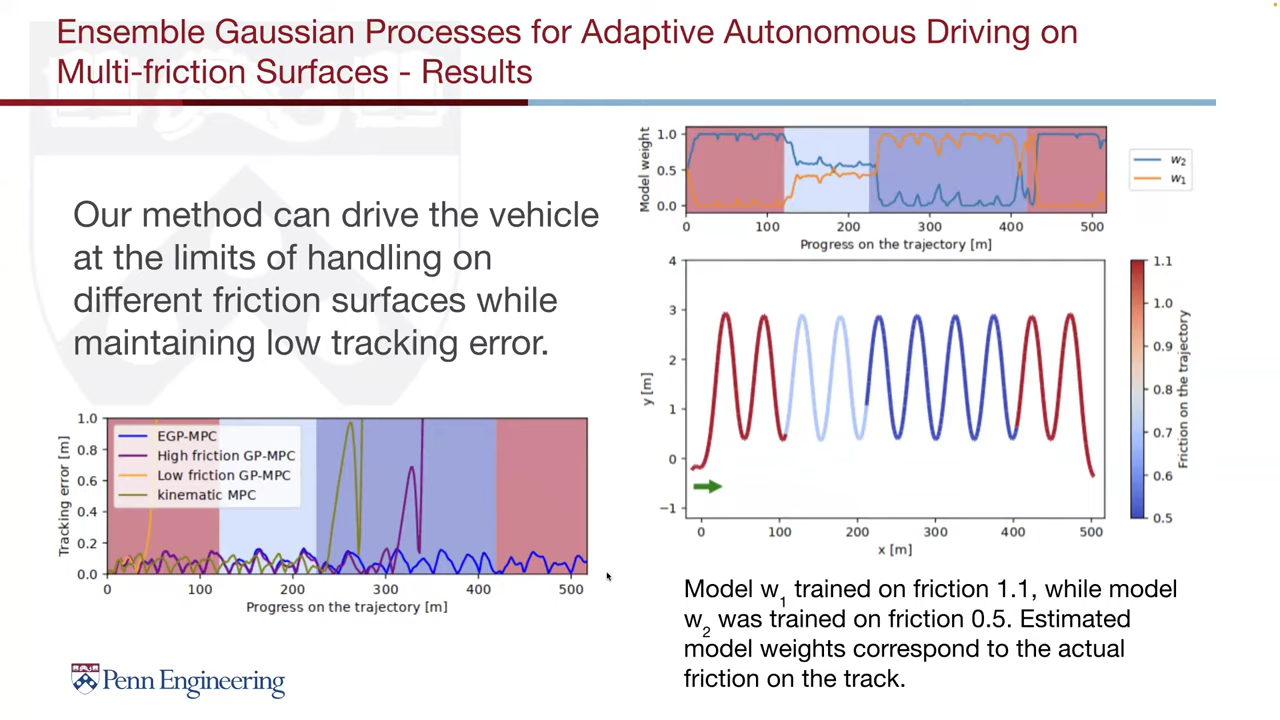 Ensemble Gaussian Processes for Adaptive Autonomous Driving on
Multi-friction Surfaces - Results
Our method can drive the vehicle
at the limits of handling on
different friction surfaces while
maintaining low tracking error.
1.0
0.8
0.6
0.4
0.2
0.0
Tracking error [m]
EGP-MPC
High friction GP-MPC
Low friction GP-MPC
kinematic MPC
0 100 200 300 400 500
Progress on the trajectory [m]
Penn Engineering
1.0
0.5
0.0
Model weight
w2
w1
0 100 200 300 400 500
Progress on the trajectory [m]
4
3
2
1
0
−1
y [m]
0 100 200 300 400 500
x [m]
1.1
1.0
0.9
0.8
0.7
0.6
0.5
Friction on the trajectory
Model w1 trained on friction 1.1, while model
w2 was trained on friction 0.5. Estimated
model weights correspond to the actual
friction on the track.